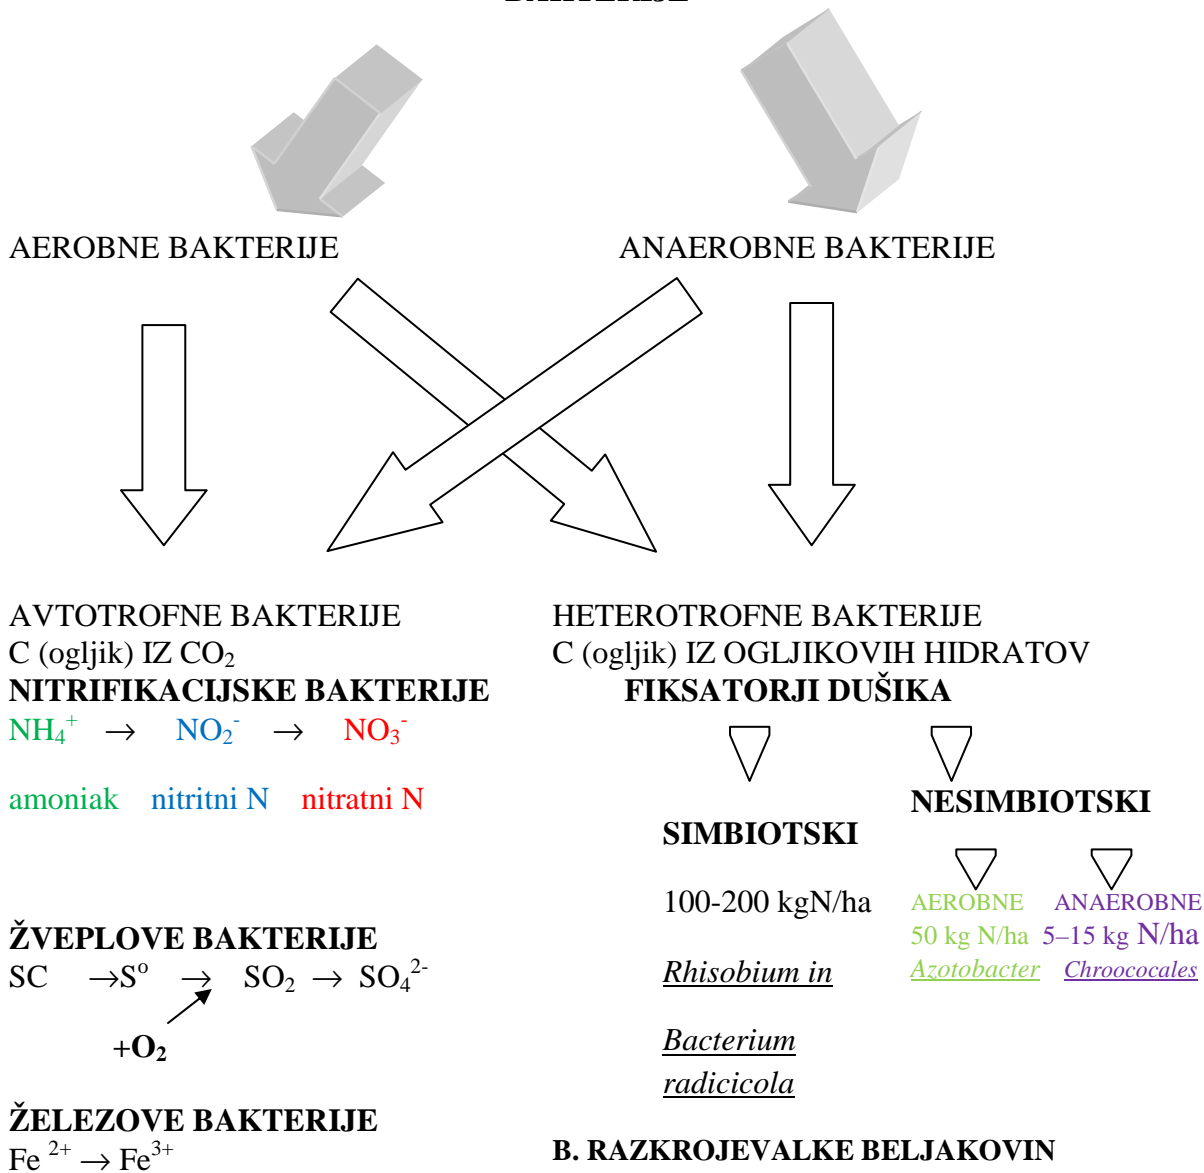 BAKTERIJE
AEROBNE BAKTERIJE
ANAEROBNE BAKTERIJE
AVTOTROFNE BAKTERIJE
C (ogljik) IZ CO₂
NITRIFIKACIJSKE BAKTERIJE
NH₄⁺ → NO₂⁻ → NO₃⁻
amoniak nitritni N nitratni N
ŽVEPLOVE BAKTERIJE
SC →S° → SO₂ → SO₄²⁻
+O₂
ŽELEZOVE BAKTERIJE
Fe ²⁺ → Fe³⁺
HETEROTROFNE BAKTERIJE
C (ogljik) IZ OGLJIKOVIH HIDRATOV
FIKSATORJI DUŠIKA
SIMBIOTSKI
100-200 kgN/ha
Rhisobium in
Bacterium
radicicola
NESIMBIOTSKI
AEROBNE ANAEROBNE
50 kg N/ha 5–15 kg N/ha
Azotobacter Chroococales
B. RAZKROJEVALKE BELJAKOVIN